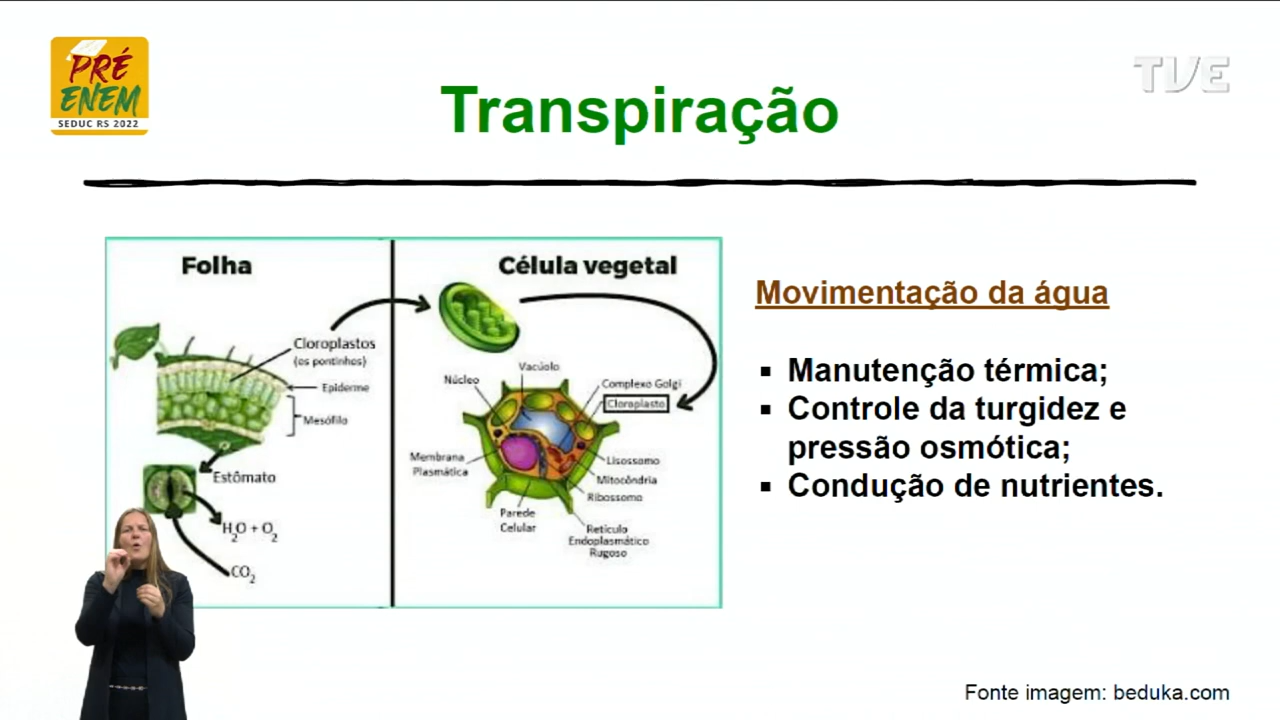 PRÉ
ENEM
SEDUC RS 2022
TVE
Transpiração
Folha
Cloroplastos
(os pontinhos)
Epiderme
Mesófilo
Estômato
H2O + O2
CO2
Célula vegetal
Vacúolo
Núcleo
Complexo Golgi
Cloroplasto
Membrana
Plasmática
Lisossomo
Mitocôndria
Ribossomo
Parede
Celular
Retículo
Endoplasmático
Rugoso
Movimentação da água
▪ Manutenção térmica;
▪ Controle da turgidez e
pressão osmótica;
▪ Condução de nutrientes.
Fonte imagem: beduka.com